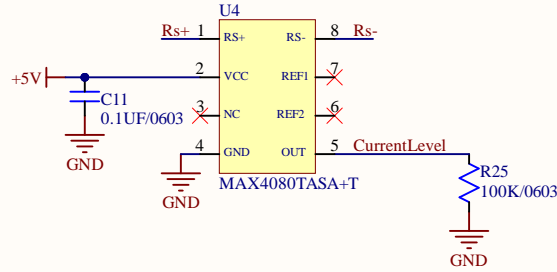 U4
Rs+ 1 RS+ RS- 8 Rs-
+5V 2 VCC REF1 7
C11
0.1UF/0603
3 NC REF2 6
4 GND OUT 5 CurrentLevel
GND
GND
MAX4080TASA+T
R25
100K/0603
GND